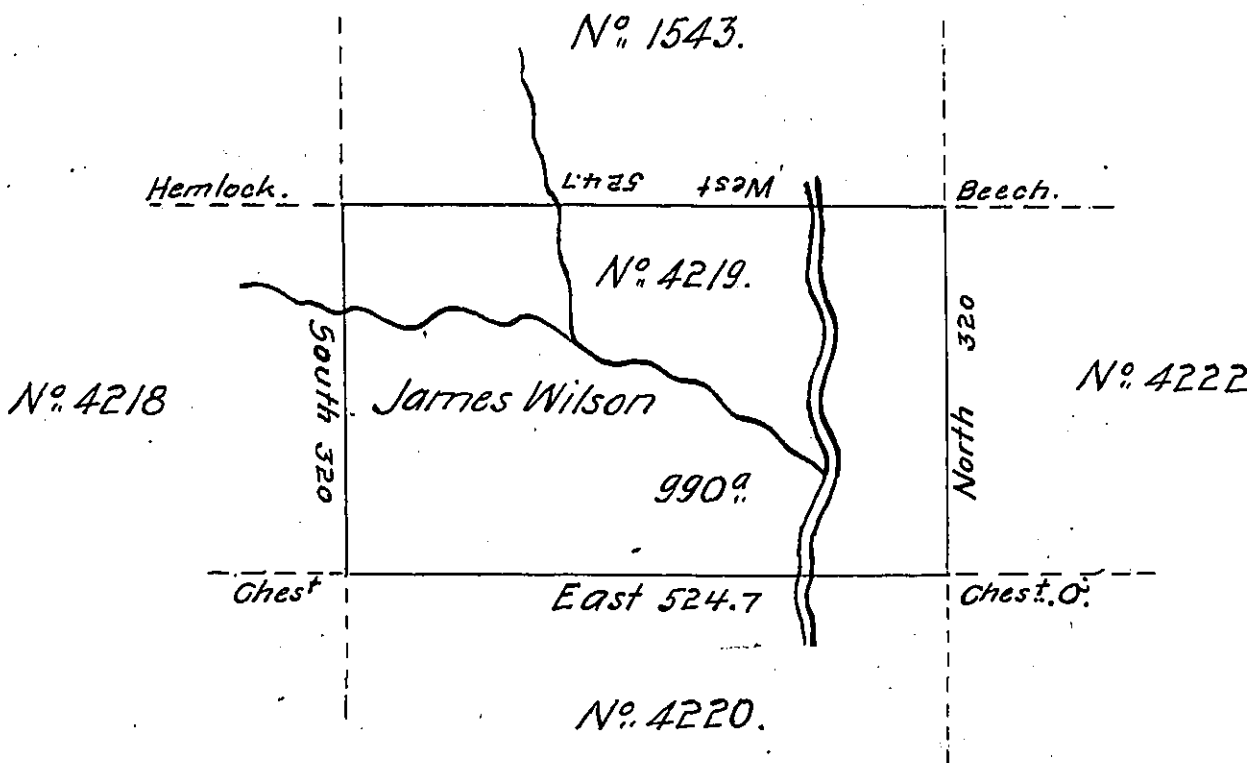 Nº 1543.
Hemlock.
West 524.7
Beech.
Nº 4219.
South 320
North 320
Nº 4218
James Wilson
Nº 4222
990ª
Chest
East 524.7
Chest. O.
Nº 4220.